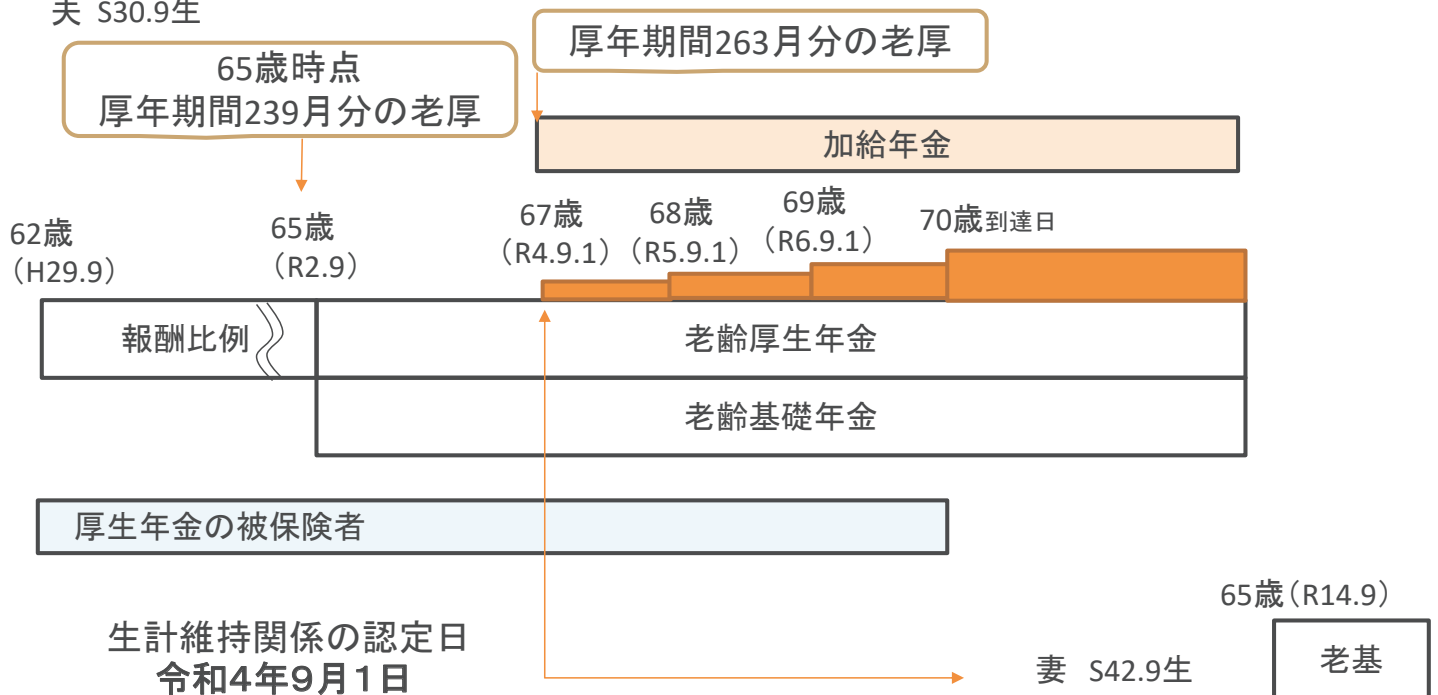 夫 S30.9生
65歳時点
厚年期間239月分の老厚
厚年期間263月分の老厚
加給年金
62歳
（H29.9）
65歳
（R2.9）
67歳
（R4.9.1）
68歳
（R5.9.1）
69歳
（R6.9.1）
70歳到達日
報酬比例
老齢厚生年金
老齢基礎年金
厚生年金の被保険者
生計維持関係の認定日
令和4年9月1日
65歳（R14.9）
妻 S42.9生
老基